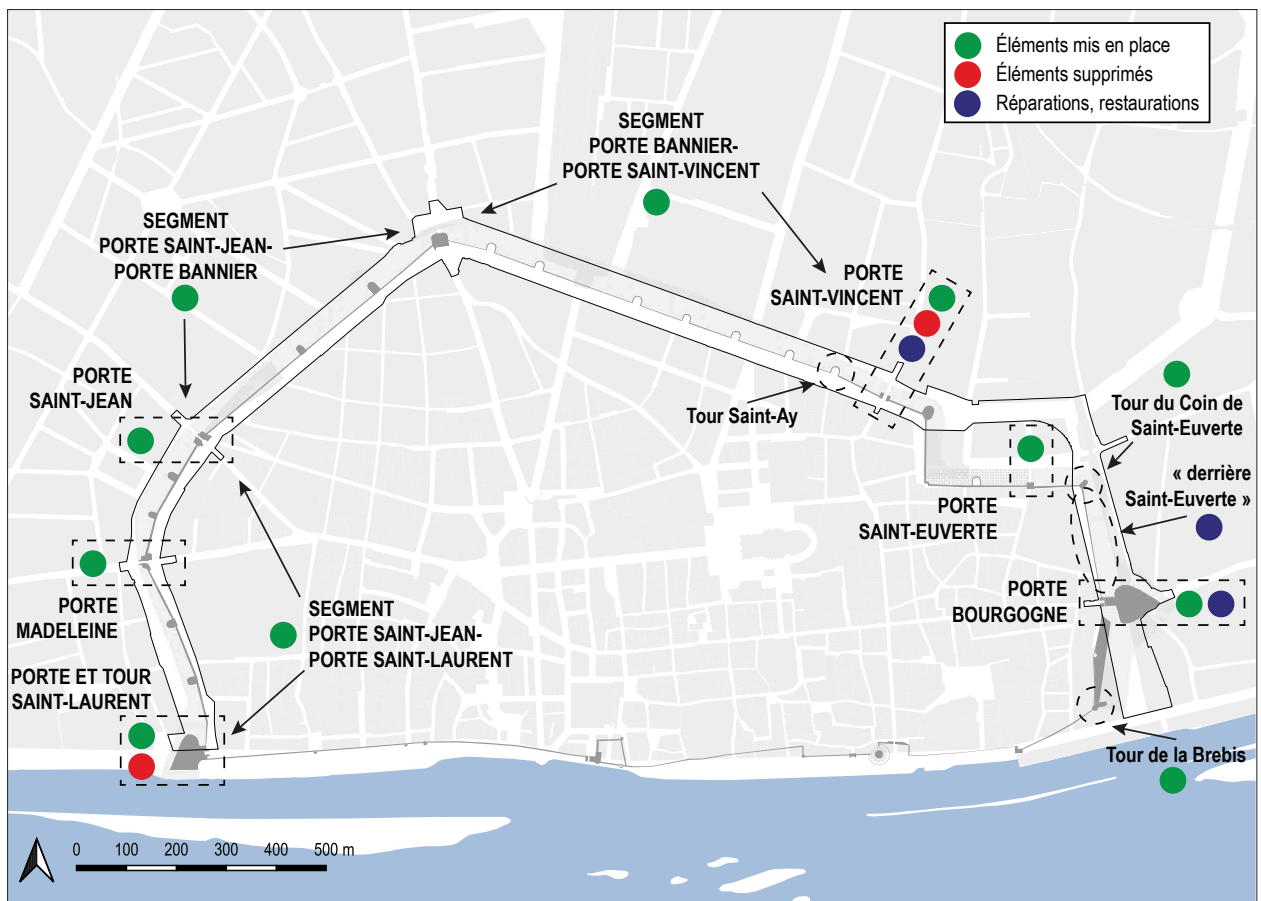 Éléments mis en place
Éléments supprimés
Réparations, restaurations
SEGMENT
PORTE BANNIER-
PORTE SAINT-VINCENT
SEGMENT
PORTE SAINT-JEAN-
PORTE BANNIER
PORTE
SAINT-VINCENT
PORTE
SAINT-JEAN
Tour Saint-Ay
Tour du Coin de
Saint-Euverte
« derrière
Saint-Euverte »
PORTE
SAINT-EUVERTE
PORTE
BOURGOGNE
PORTE
MADELEINE
SEGMENT
PORTE SAINT-JEAN-
PORTE SAINT-LAURENT
PORTE ET TOUR
SAINT-LAURENT
Tour de la Brebis
0 100 200 300 400 500 m